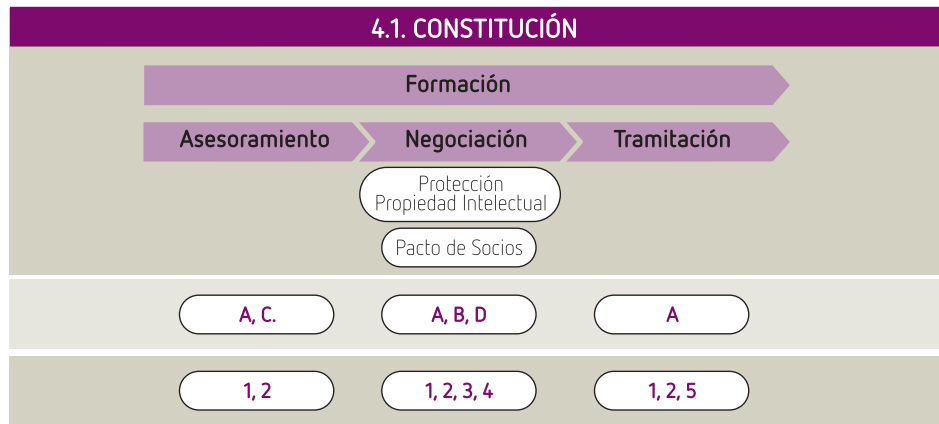 4.1. CONSTITUCIÓN
Formación
Asesoramiento
Negociación
Tramitación
Protección
Propiedad Intelectual
Pacto de Socios
A, C.
A, B, D
A
1, 2
1, 2, 3, 4
1, 2, 5